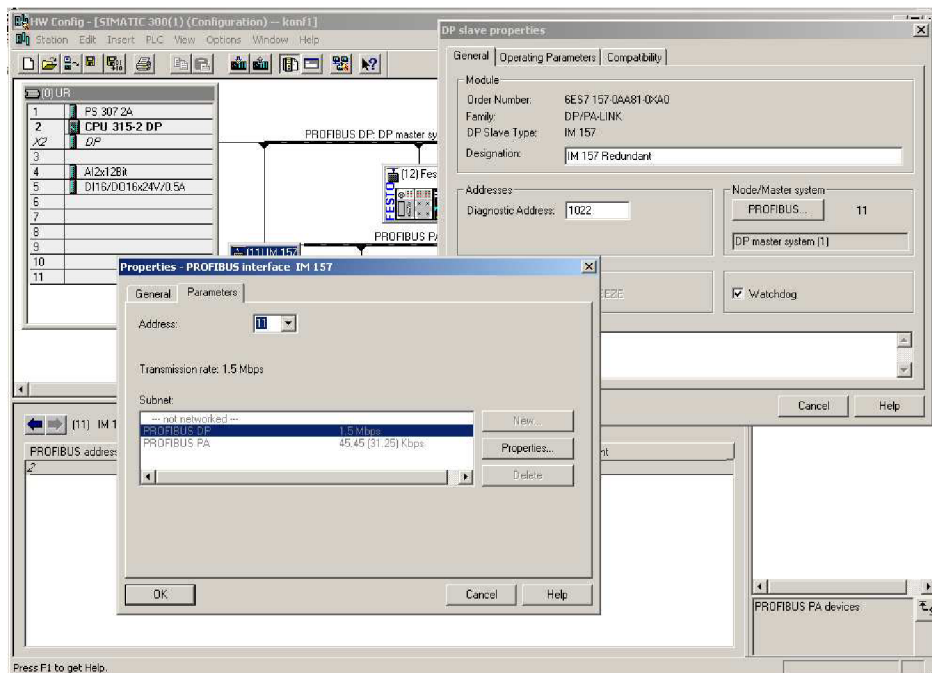 HW Config - [SIMATIC 300(1) (Configuration) -- konf1]
Station Edit Insert PLC View Options Window Help
(0) UR
1 PS 307 2A
2 CPU 315-2 DP
X2 DP
3
4 AI2x12Bit
5 DI16/DO16x24V/0.5A
6
7
8
9
10
11
PROFIBUS DP: DP master sy
(12) Fes
FESTO
PROFIBUS PA
(11) IM 157
DP slave properties
General Operating Parameters Compatibility
Module
Order Number: 6ES7 157-0AA81-0XA0
Family: DP/PA-LINK
DP Slave Type: IM 157
Designation: IM 157 Redundant
Addresses
Diagnostic Address: 1022
Node/Master system
PROFIBUS... 11
DP master system (1)
EEZE
Watchdog
Cancel Help
Properties - PROFIBUS interface IM 157
General Parameters
Address: 11
Transmission rate: 1.5 Mbps
Subnet:
--- not networked ---
PROFIBUS DP 1.5 Mbps
PROFIBUS PA 45.45 (31.25) Kbps
New...
Properties...
Delete
OK Cancel Help
(11) IM 1
PROFIBUS address
2
nt
PROFIBUS PA devices
Press F1 to get Help.